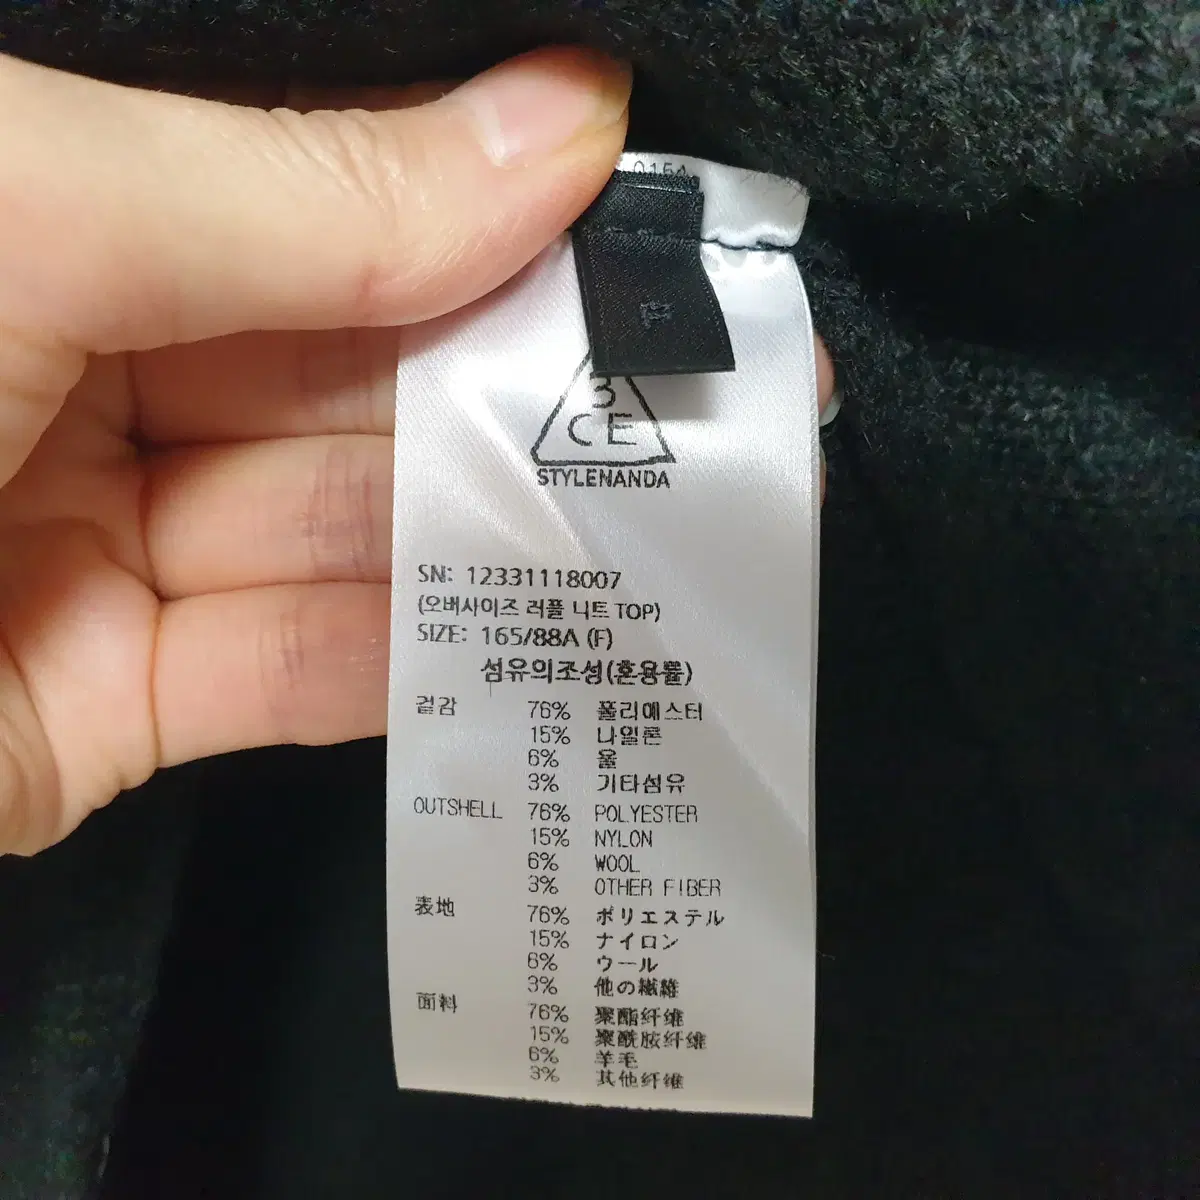 F
3
CE
STYLENANDA
SN: 12331118007
(오버사이즈 러플 니트 TOP)
SIZE: 165/88A (F)
섬유의조성(혼용률)
겉감 76% 폴리에스터
15% 나일론
6% 울
3% 기타섬유
OUTSHELL 76% POLYESTER
15% NYLON
6% WOOL
3% OTHER FIBER
表地 76% ポリエステル
15% ナイロン
6% ウール
3% 他の繊維
面料 76% 聚酯纤维
15% 聚酰胺纤维
6% 羊毛
3% 其他纤维